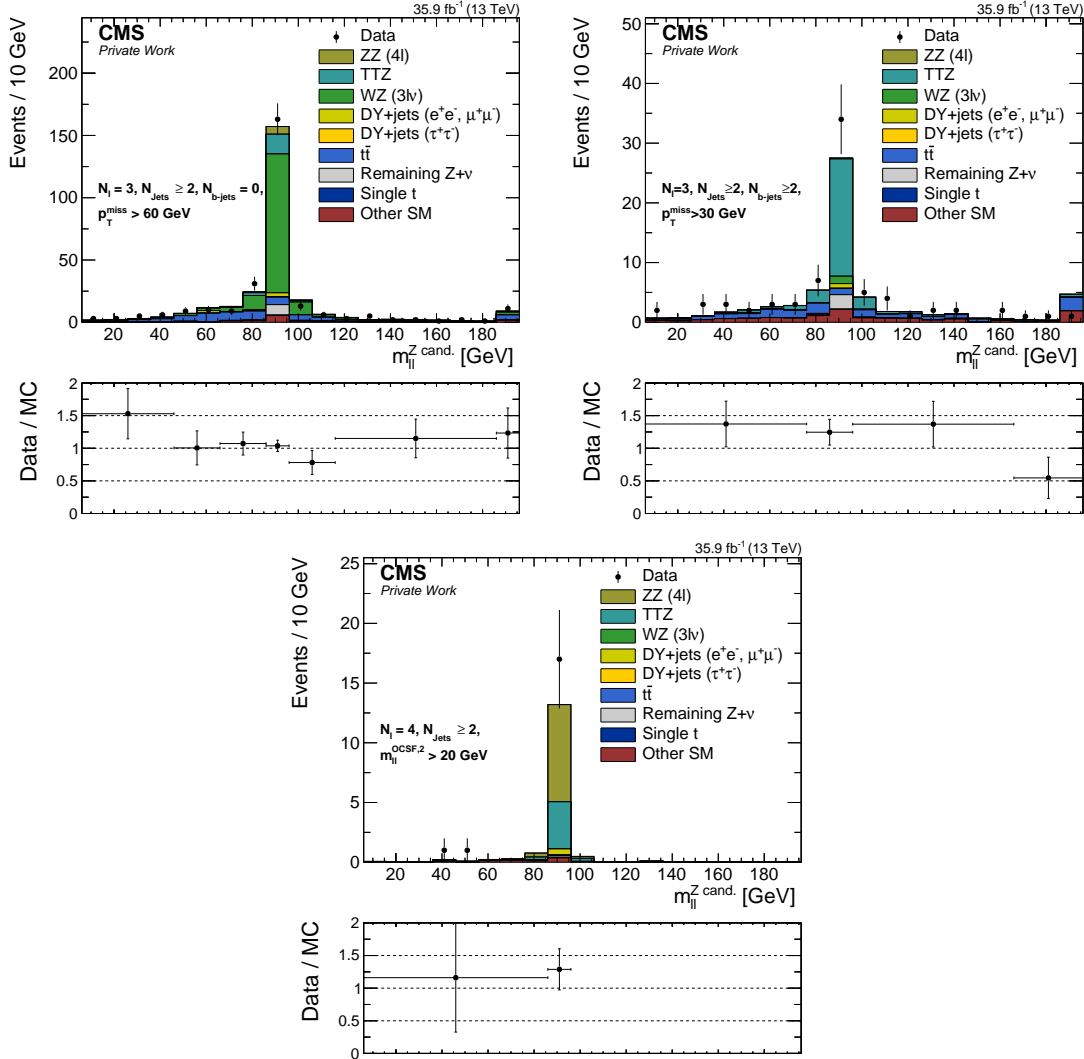 35.9 fb⁻¹ (13 TeV)
CMS
Private Work
Events / 10 GeV
200
150
100
50
0
Data
ZZ (4l)
TTZ
WZ (3lν)
DY+jets (e⁺e⁻, μ⁺μ⁻)
DY+jets (τ⁺τ⁻)
tt̄
Remaining Z+ν
Single t
Other SM
N_l = 3, N_Jets ≥ 2, N_b-jets = 0,
p_T^miss > 60 GeV
20 40 60 80 100 120 140 160 180
m_ll^Z cand. [GeV]
Data / MC
2
1.5
1
0.5
0
20 40 60 80 100 120 140 160 180
35.9 fb⁻¹ (13 TeV)
CMS
Private Work
Events / 10 GeV
50
40
30
20
10
0
Data
ZZ (4l)
TTZ
WZ (3lν)
DY+jets (e⁺e⁻, μ⁺μ⁻)
DY+jets (τ⁺τ⁻)
tt̄
Remaining Z+ν
Single t
Other SM
N_l=3, N_Jets≥2, N_b-jets≥2,
p_T^miss>30 GeV
20 40 60 80 100 120 140 160 180
m_ll^Z cand. [GeV]
Data / MC
2
1.5
1
0.5
0
35.9 fb⁻¹ (13 TeV)
CMS
Private Work
Events / 10 GeV
25
20
15
10
5
0
Data
ZZ (4l)
TTZ
WZ (3lν)
DY+jets (e⁺e⁻, μ⁺μ⁻)
DY+jets (τ⁺τ⁻)
tt̄
Remaining Z+ν
Single t
Other SM
N_l = 4, N_Jets ≥ 2,
m_ll^OCSF,2 > 20 GeV
20 40 60 80 100 120 140 160 180
m_ll^Z cand. [GeV]
Data / MC
2
1.5
1
0.5
0